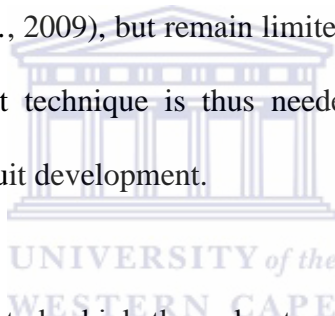 ., 2009), but remain limite
t technique is thus neede
uit development.
UNIVERSITY of the
WESTERN CAPE